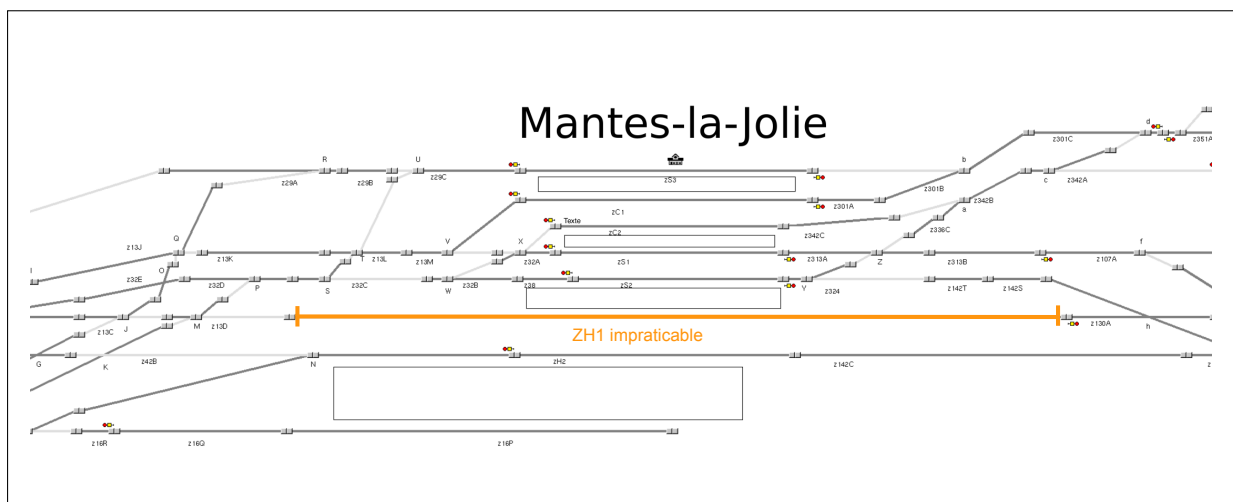 Mantes-la-Jolie
d
z301C
z351A
R
U
b
z29A
z29B
z29C
zS3
z301B
c
z342A
z301A
z342B
zC1
a
Texte
z336C
zC2
z342C
z13J
Q
V
X
Z
f
z13K
T
z13L
z13M
z32A
zS1
z313A
z313B
z107A
O
I
z32E
z32D
P
S
z32C
W
z32B
z38
zS2
Y
z324
z142T
z142S
z13C
J
M
z13D
ZH1 impraticable
z130A
h
G
K
z42B
N
zH2
z142C
z
z16R
z16Q
z16P